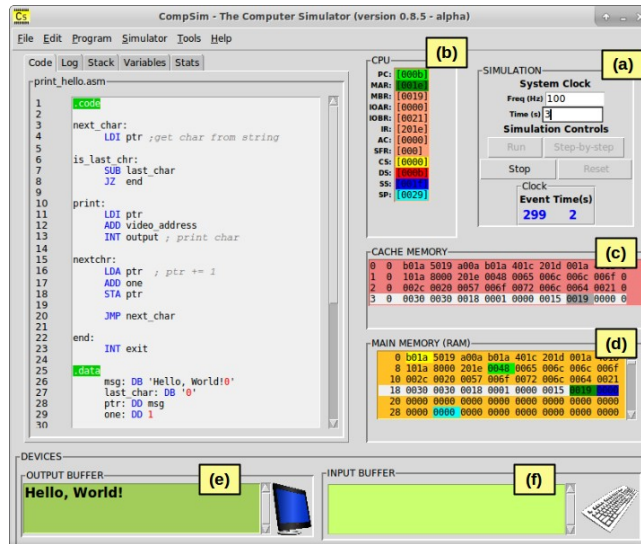 Cs CompSim - The Computer Simulator (version 0.8.5 - alpha)
File Edit Program Simulator Tools Help
Code Log Stack Variables Stats
print_hello.asm
1 .code
2
3 next_char:
4 LDI ptr ;get char from string
5
6 is_last_chr:
7 SUB last_char
8 JZ end
9
10 print:
11 LDI ptr
12 ADD video_address
13 INT output ; print char
14
15 nextchr:
16 LDA ptr ; ptr += 1
17 ADD one
18 STA ptr
19
20 JMP next_char
21
22 end:
23 INT exit
24
25 .data
26 msg: DB 'Hello, World!0'
27 last_char: DB '0'
28 ptr: DD msg
29 one: DD 1
30
(b)
CPU
PC: [000b]
MAR: [001e]
MBR: [0019]
IOAR: [0000]
IOBR: [0021]
IR: [201e]
AC: [0000]
SFR: [000]
CS: [0000]
DS: [000b]
SS: [001f]
SP: [0029]
(a)
SIMULATION
System Clock
Freq (Hz) 100
Time (s) 3
Simulation Controls
Run Step-by-step
Stop Reset
Clock
Event Time(s)
299 2
CACHE MEMORY
(c)
0 0 b01a 5019 a00a b01a 401c 201d 001a
1 0 101a 8000 201e 0048 0065 006c 006c 006f 0
2 0 002c 0020 0057 006f 0072 006c 0064 0021 0
3 0 0030 0030 0018 0001 0000 0015 0019 0000 0
MAIN MEMORY (RAM)
(d)
0 b01a 5019 a00a b01a 401c 201d 001a
8 101a 8000 201e 0048 0065 006c 006c 006f
10 002c 0020 0057 006f 0072 006c 0064 0021
18 0030 0030 0018 0001 0000 0015 0019 0000
20 0000 0000 0000 0000 0000 0000 0000 0000
28 0000 0000 0000 0000 0000 0000 0000 0000
DEVICES
OUTPUT BUFFER
(e)
Hello, World!
INPUT BUFFER
(f)